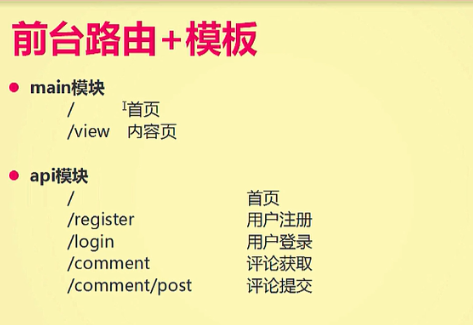 前台路由+模板
main模块
/ 首页
/view 内容页
api模块
/ 首页
/register 用户注册
/login 用户登录
/comment 评论获取
/comment/post 评论提交